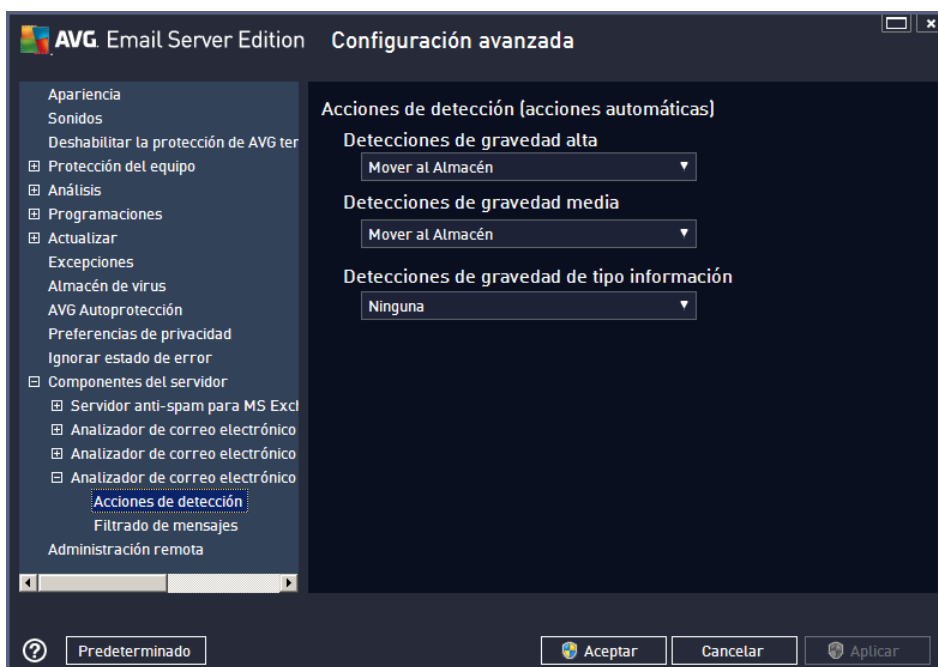 AVG. Email Server Edition Configuración avanzada
Apariencia
Sonidos
Deshabilitar la protección de AVG ter
Protección del equipo
Análisis
Programaciones
Actualizar
Excepciones
Almacén de virus
AVG Autoprotección
Preferencias de privacidad
Ignorar estado de error
Componentes del servidor
Servidor anti-spam para MS Excl
Analizador de correo electrónico
Analizador de correo electrónico
Analizador de correo electrónico
Acciones de detección
Filtrado de mensajes
Administración remota
Acciones de detección (acciones automáticas)
Detecciones de gravedad alta
Mover al Almacén
Detecciones de gravedad media
Mover al Almacén
Detecciones de gravedad de tipo información
Ninguna
Predeterminado
Aceptar
Cancelar
Aplicar